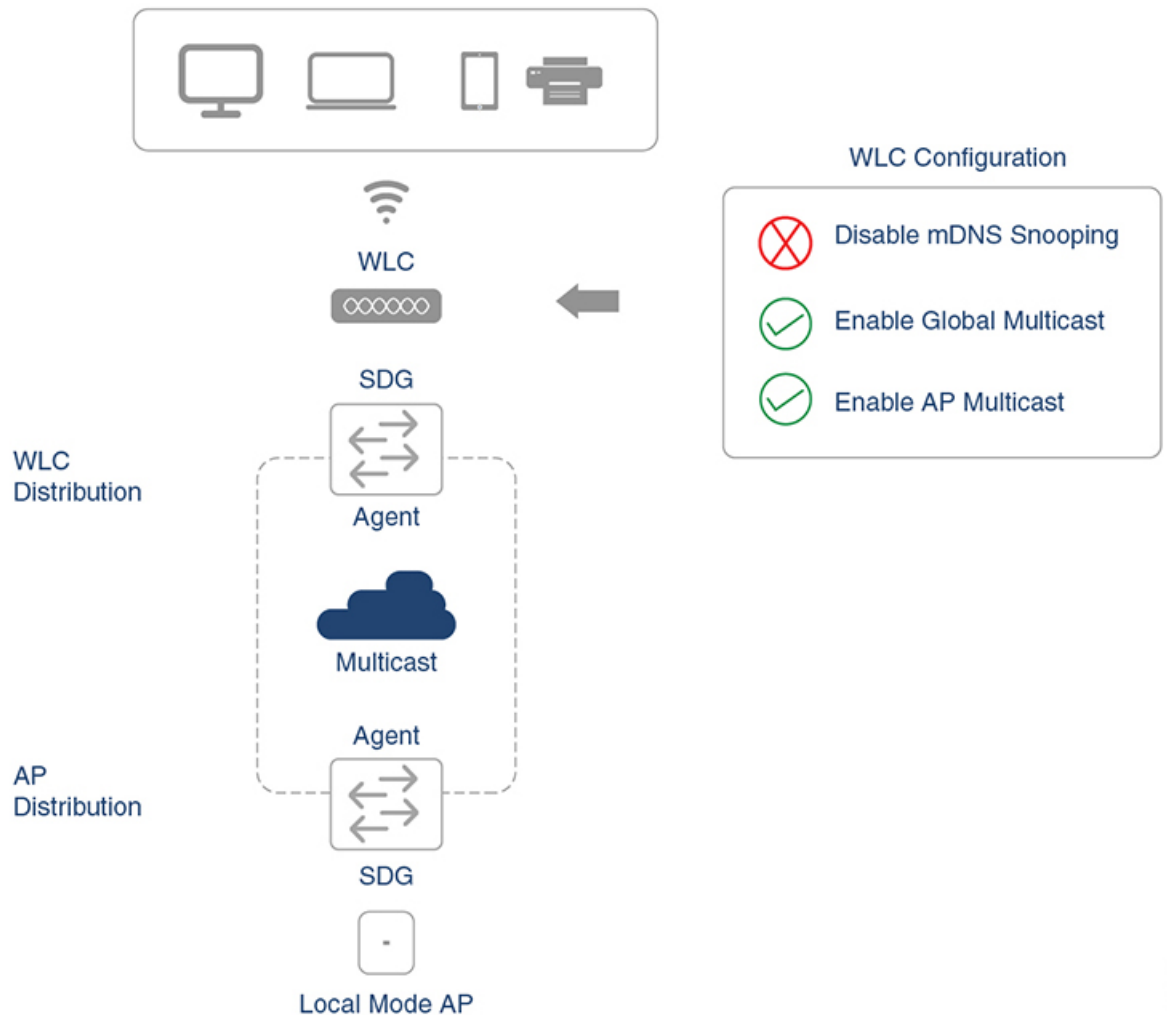 WLC Configuration
Disable mDNS Snooping
Enable Global Multicast
Enable AP Multicast
WLC
SDG
WLC
Distribution
Agent
Multicast
Agent
AP
Distribution
SDG
Local Mode AP